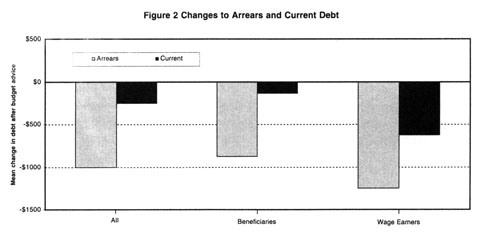 Figure 2 Changes to Arrears and Current Debt
Mean change in debt after budget advice
$500
$0
-$500
-$1000
-$1500
Arrears
Current
All
Beneficiaries
Wage Earners